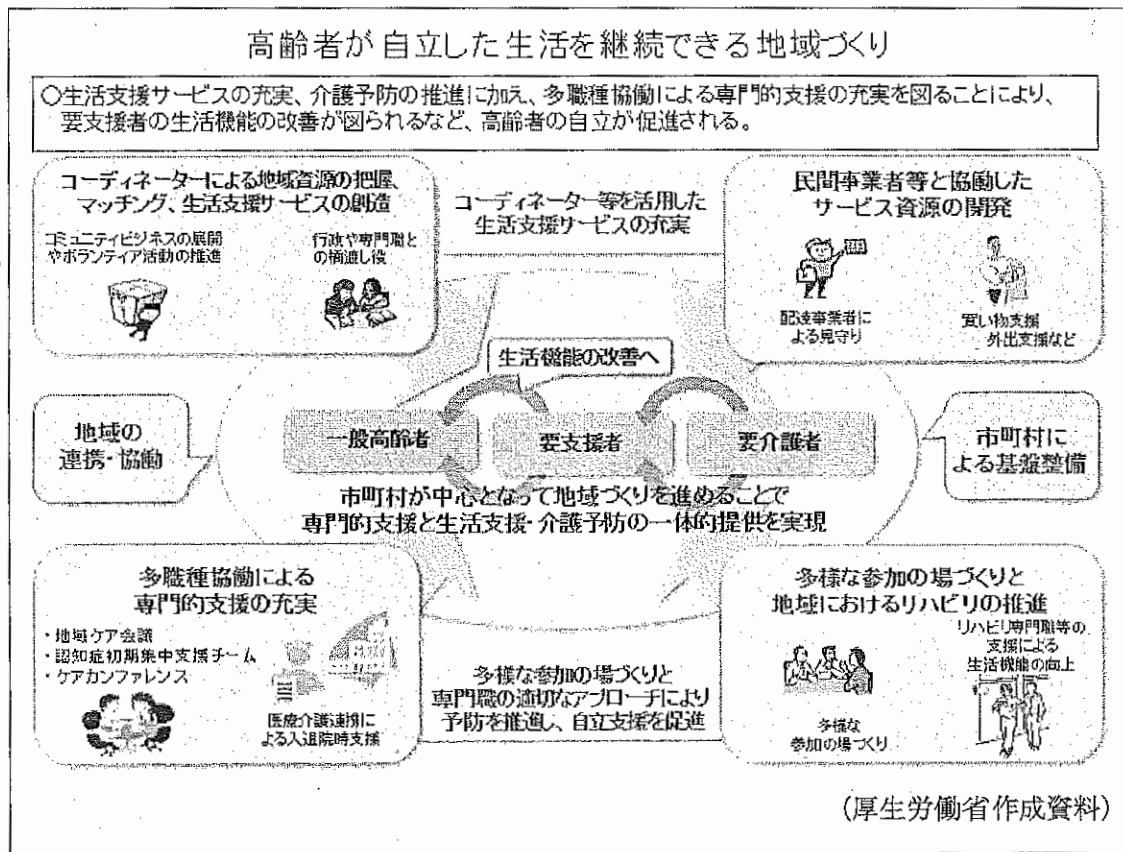 高齢者が自立した生活を継続できる地域づくり
○生活支援サービスの充実、介護予防の推進に加え、多職種協働による専門的支援の充実を図ることにより、
要支援者の生活機能の改善が図られるなど、高齢者の自立が促進される。
コーディネーターによる地域資源の把握、
マッチング、生活支援サービスの創造
コミュニティビジネスの展開
やボランティア活動の推進
行政や専門職と
の橋渡し役
コーディネーター等を活用した
生活支援サービスの充実
民間事業者等と協働した
サービス資源の開発
配達事業者に
よる見守り
買い物支援
外出支援など
生活機能の改善へ
地域の
連携・協働
一般高齢者
要支援者
要介護者
市町村に
よる基盤整備
市町村が中心となって地域づくりを進めることで
専門的支援と生活支援・介護予防の一体的提供を実現
多職種協働による
専門的支援の充実
・地域ケア会議
・認知症初期集中支援チーム
・ケアカンファレンス
医療介護連携に
よる入退院時支援
多様な参加の場づくりと
専門職の適切なアプローチにより
予防を推進し、自立支援を促進
多様な参加の場づくりと
地域におけるリハビリの推進
リハビリ専門職等の
支援による
生活機能の向上
多様な
参加の場づくり
(厚生労働省作成資料)